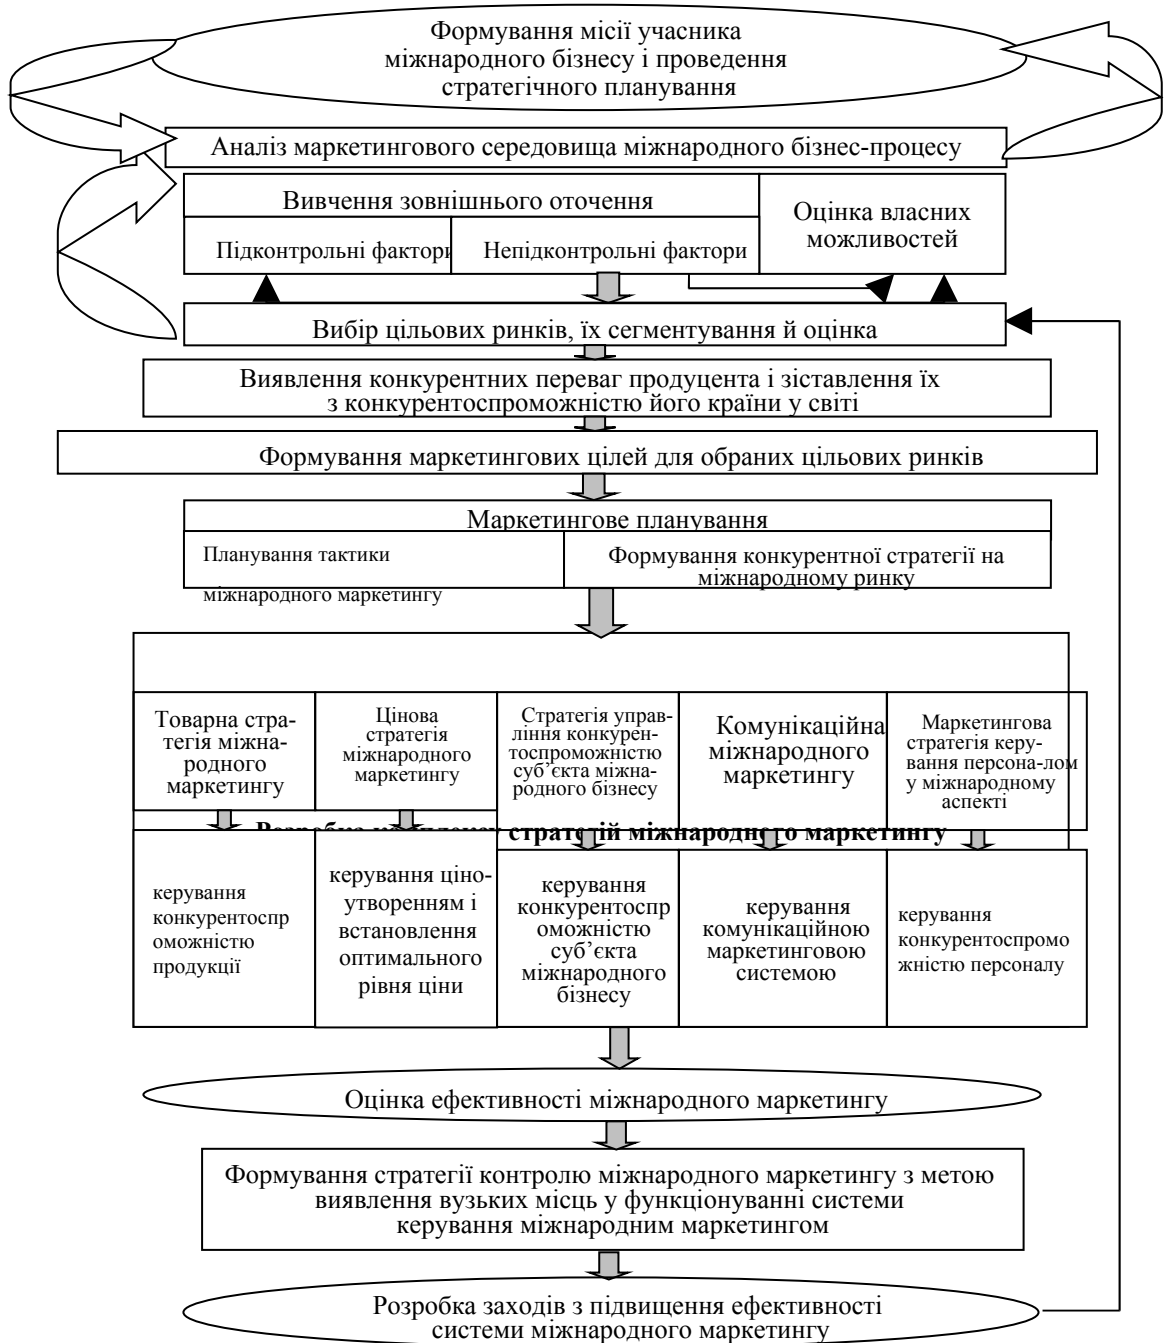 Формування місії учасника
міжнародного бізнесу і проведення
стратегічного планування
Аналіз маркетингового середовища міжнародного бізнес-процесу
Вивчення зовнішнього оточення
Підконтрольні фактори
Непідконтрольні фактори
Оцінка власних
можливостей
Вибір цільових ринків, їх сегментування й оцінка
Виявлення конкурентних переваг продуцента і зіставлення їх
з конкурентоспроможністю його країни у світі
Формування маркетингових цілей для обраних цільових ринків
Маркетингове планування
Планування тактики
міжнародного маркетингу
Формування конкурентної стратегії на
міжнародному ринку
Товарна стра-
тегія міжна-
родного
маркетингу
Цінова
стратегія
міжнародного
маркетингу
Стратегія управ-
ління конкурен-
тоспроможністю
суб’єкта міжна-
родного бізнесу
Комунікаційна
міжнародного
маркетингу
Маркетингова
стратегія керу-
вання персона-лом
у міжнародному
аспекті
Розробка комплексу стратегій міжнародного маркетингу
керування
конкурентоспр
оможністю
продукції
керування ціно-
утворенням і
встановлення
оптимального
рівня ціни
керування
конкурентоспр
оможністю
суб’єкта
міжнародного
бізнесу
керування
комунікаційною
маркетинговою
системою
керування
конкурентоспромо
жністю персоналу
Оцінка ефективності міжнародного маркетингу
Формування стратегії контролю міжнародного маркетингу з метою
виявлення вузьких місць у функціонуванні системи
керування міжнародним маркетингом
Розробка заходів з підвищення ефективності
системи міжнародного маркетингу